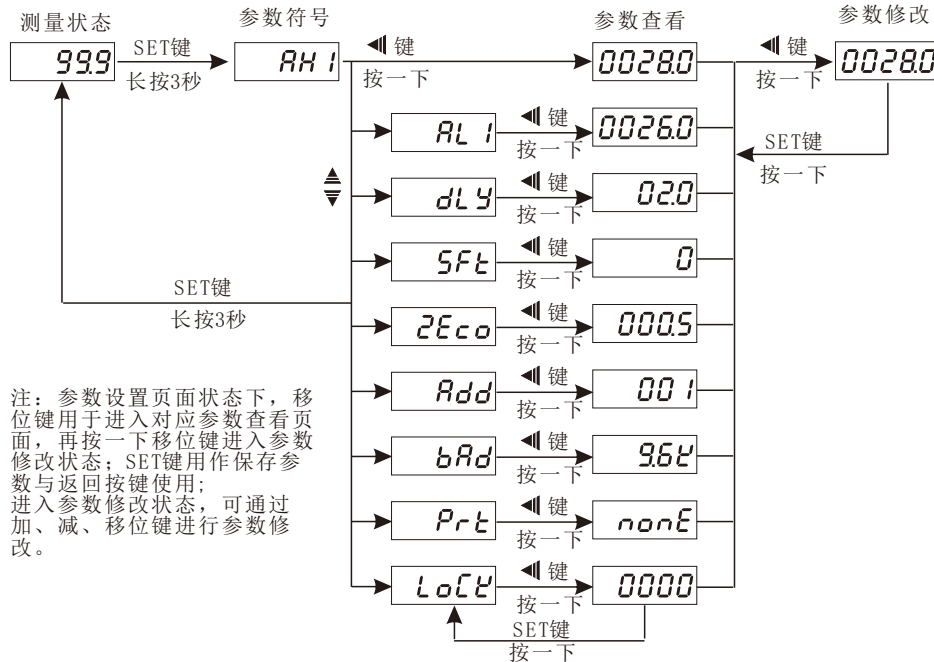 测量状态
参数符号
参数查看
参数修改
99.9
SET键
长按3秒
AH1
键
按一下
0028.0
键
按一下
0028.0
SET键
按一下
AL1
键
按一下
0026.0
dLY
键
按一下
02.0
SFt
键
按一下
0
SET键
长按3秒
2Eco
键
按一下
000.5
Add
键
按一下
001
bAd
键
按一下
9.6K
Prt
键
按一下
nonE
LoCK
键
按一下
0000
SET键
按一下
注：参数设置页面状态下，移
位键用于进入对应参数查看页
面，再按一下移位键进入参数
修改状态；SET键用作保存参
数与返回按键使用;
进入参数修改状态，可通过
加、减、移位键进行参数修
改。